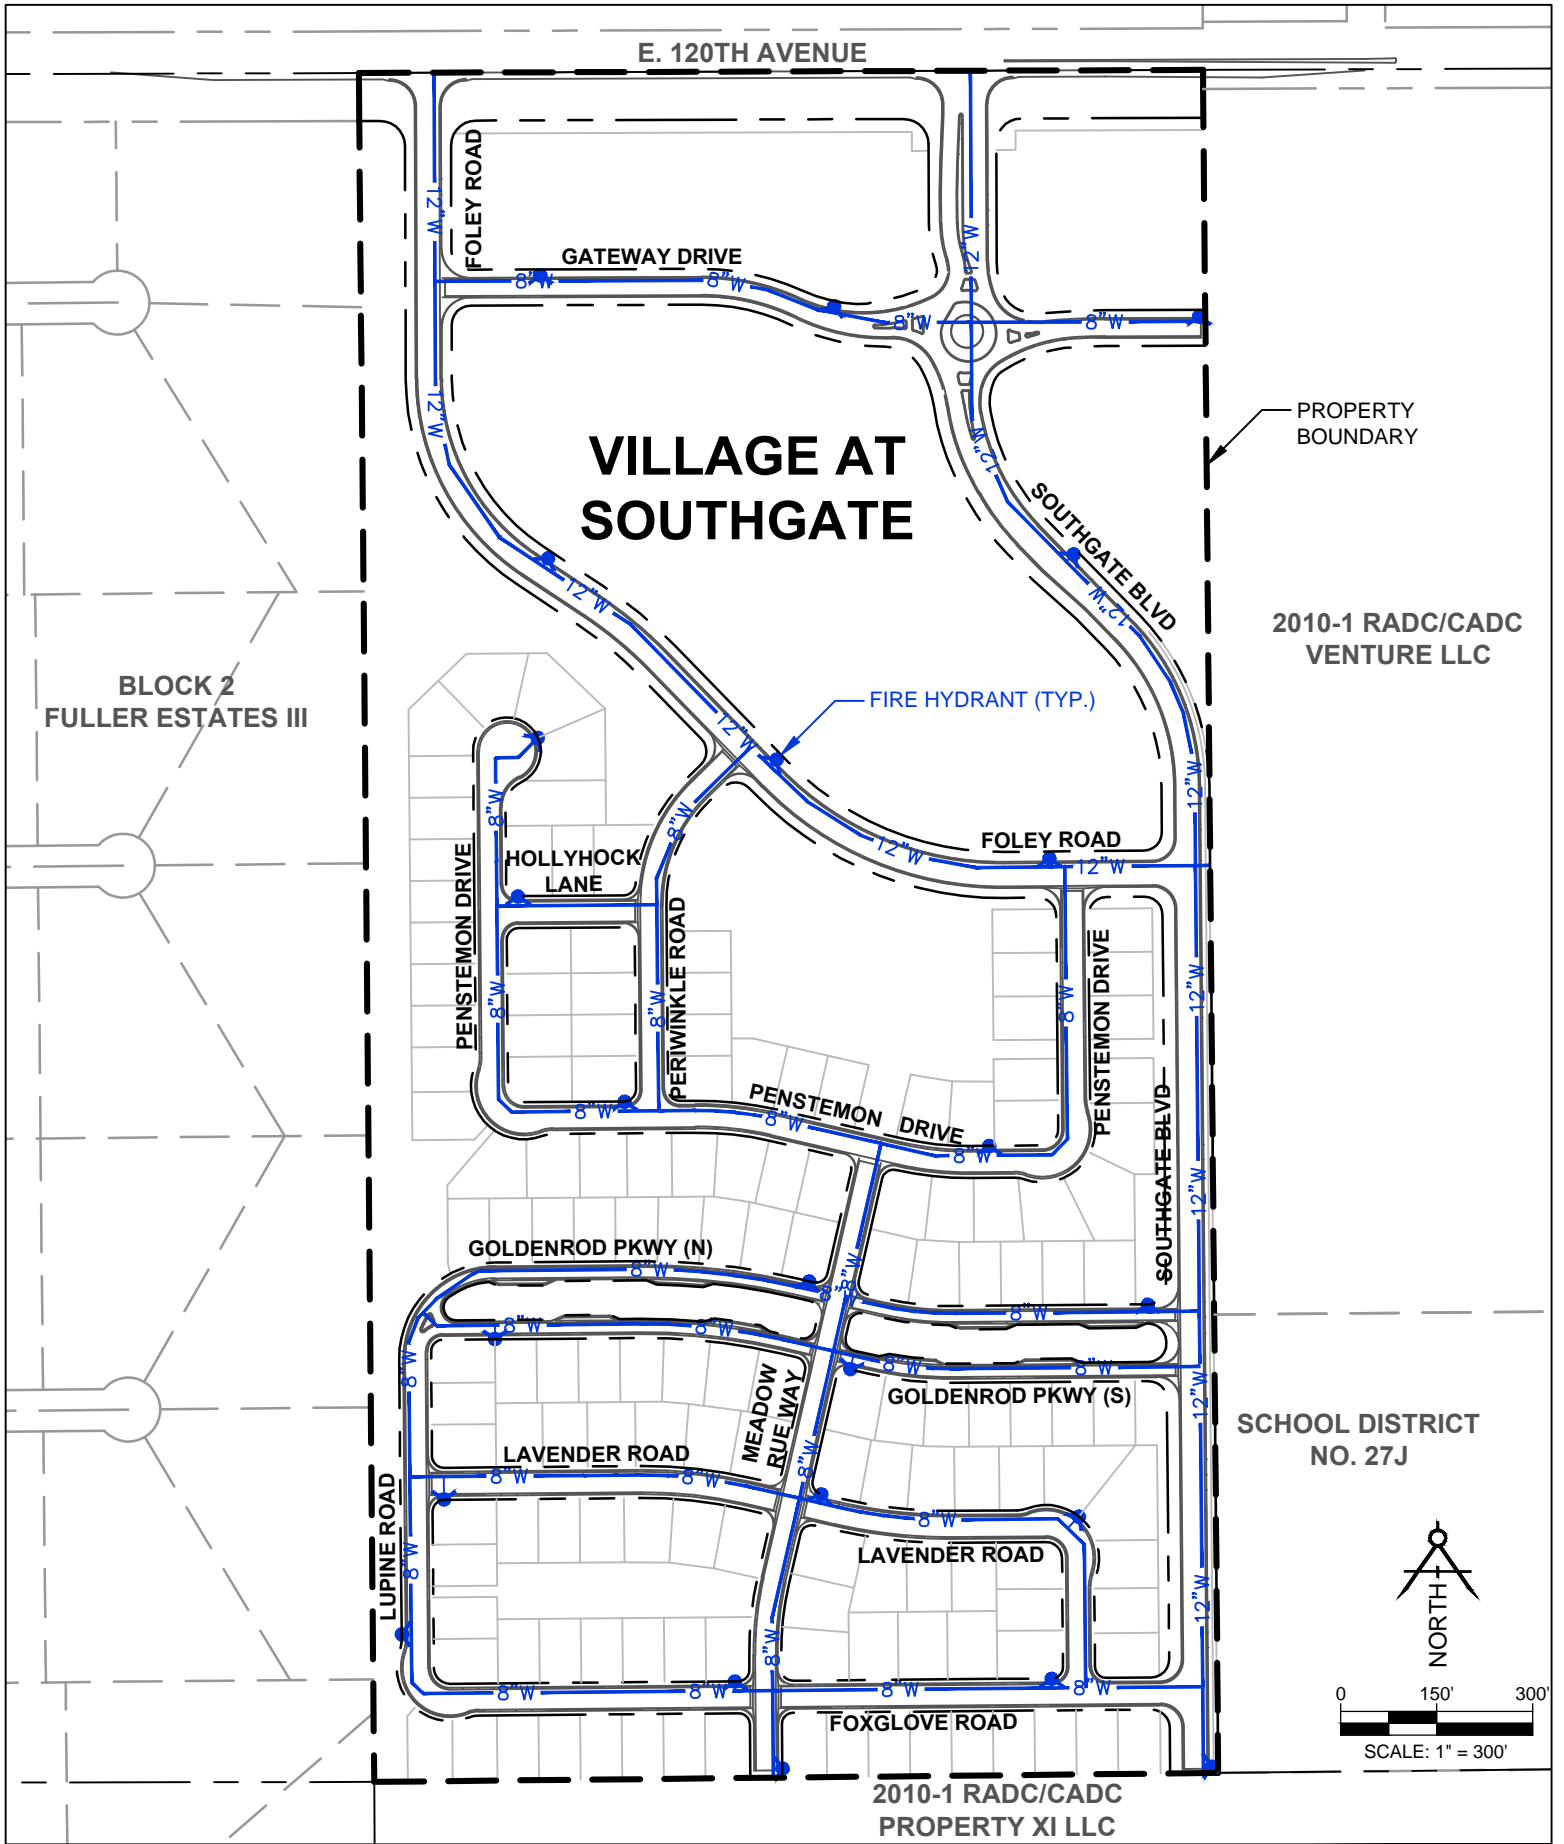 E. 120TH AVENUE
FOLEY ROAD
12"W
12"W
GATEWAY DRIVE
8"W
8"W
8"W
8"W
12"W
12"W
PROPERTY
BOUNDARY
VILLAGE AT
SOUTHGATE
SOUTHGATE BLVD
12"W
12"W
12"W
2010-1 RADC/CADC
VENTURE LLC
BLOCK 2
FULLER ESTATES III
FIRE HYDRANT (TYP.)
12"W
12"W
8"W
8"W
FOLEY ROAD
12"W
12"W
HOLLYHOCK
LANE
PENSTEMON DRIVE
PERIWINKLE ROAD
PENSTEMON DRIVE
8"W
8"W
8"W
12"W
PENSTEMON DRIVE
8"W
8"W
8"W
SOUTHGATE BLVD
12"W
GOLDENROD PKWY (N)
8"W
8"W
8"W
8"W
8"W
8"W
8"W
8"W
8"W
GOLDENROD PKWY (S)
12"W
MEADOW
RUE WAY
SCHOOL DISTRICT
NO. 27J
LAVENDER ROAD
8"W
8"W
8"W
8"W
LAVENDER ROAD
LUPINE ROAD
8"W
12"W
NORTH
8"W
8"W
8"W
8"W
8"W
FOXGLOVE ROAD
0 150' 300'
SCALE: 1" = 300'
2010-1 RADC/CADC
PROPERTY XI LLC